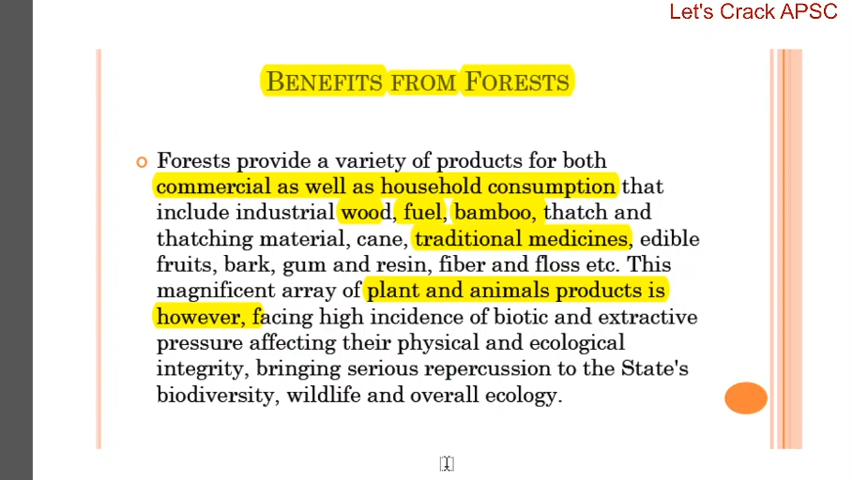 Let's Crack APSC
BENEFITS FROM FORESTS
Forests provide a variety of products for both
commercial as well as household consumption that
include industrial wood, fuel, bamboo, thatch and
thatching material, cane, traditional medicines, edible
fruits, bark, gum and resin, fiber and floss etc. This
magnificent array of plant and animals products is
however, facing high incidence of biotic and extractive
pressure affecting their physical and ecological
integrity, bringing serious repercussion to the State's
biodiversity, wildlife and overall ecology.